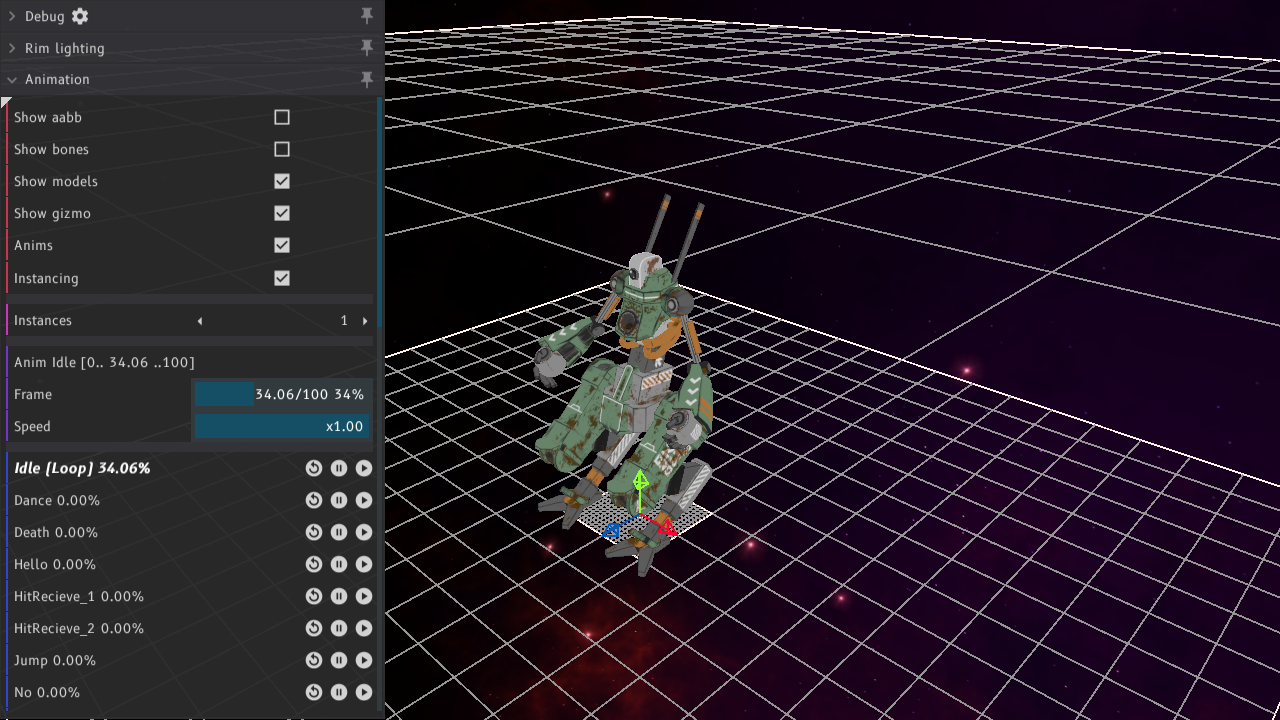 Debug
Rim lighting
Animation
Show aabb
Show bones
Show models
Show gizmo
Anims
Instancing
Instances 1
Anim Idle [0.. 34.06 ..100]
Frame 34.06/100 34%
Speed x1.00
Idle [Loop] 34.06%
Dance 0.00%
Death 0.00%
Hello 0.00%
HitRecieve_1 0.00%
HitRecieve_2 0.00%
Jump 0.00%
No 0.00%